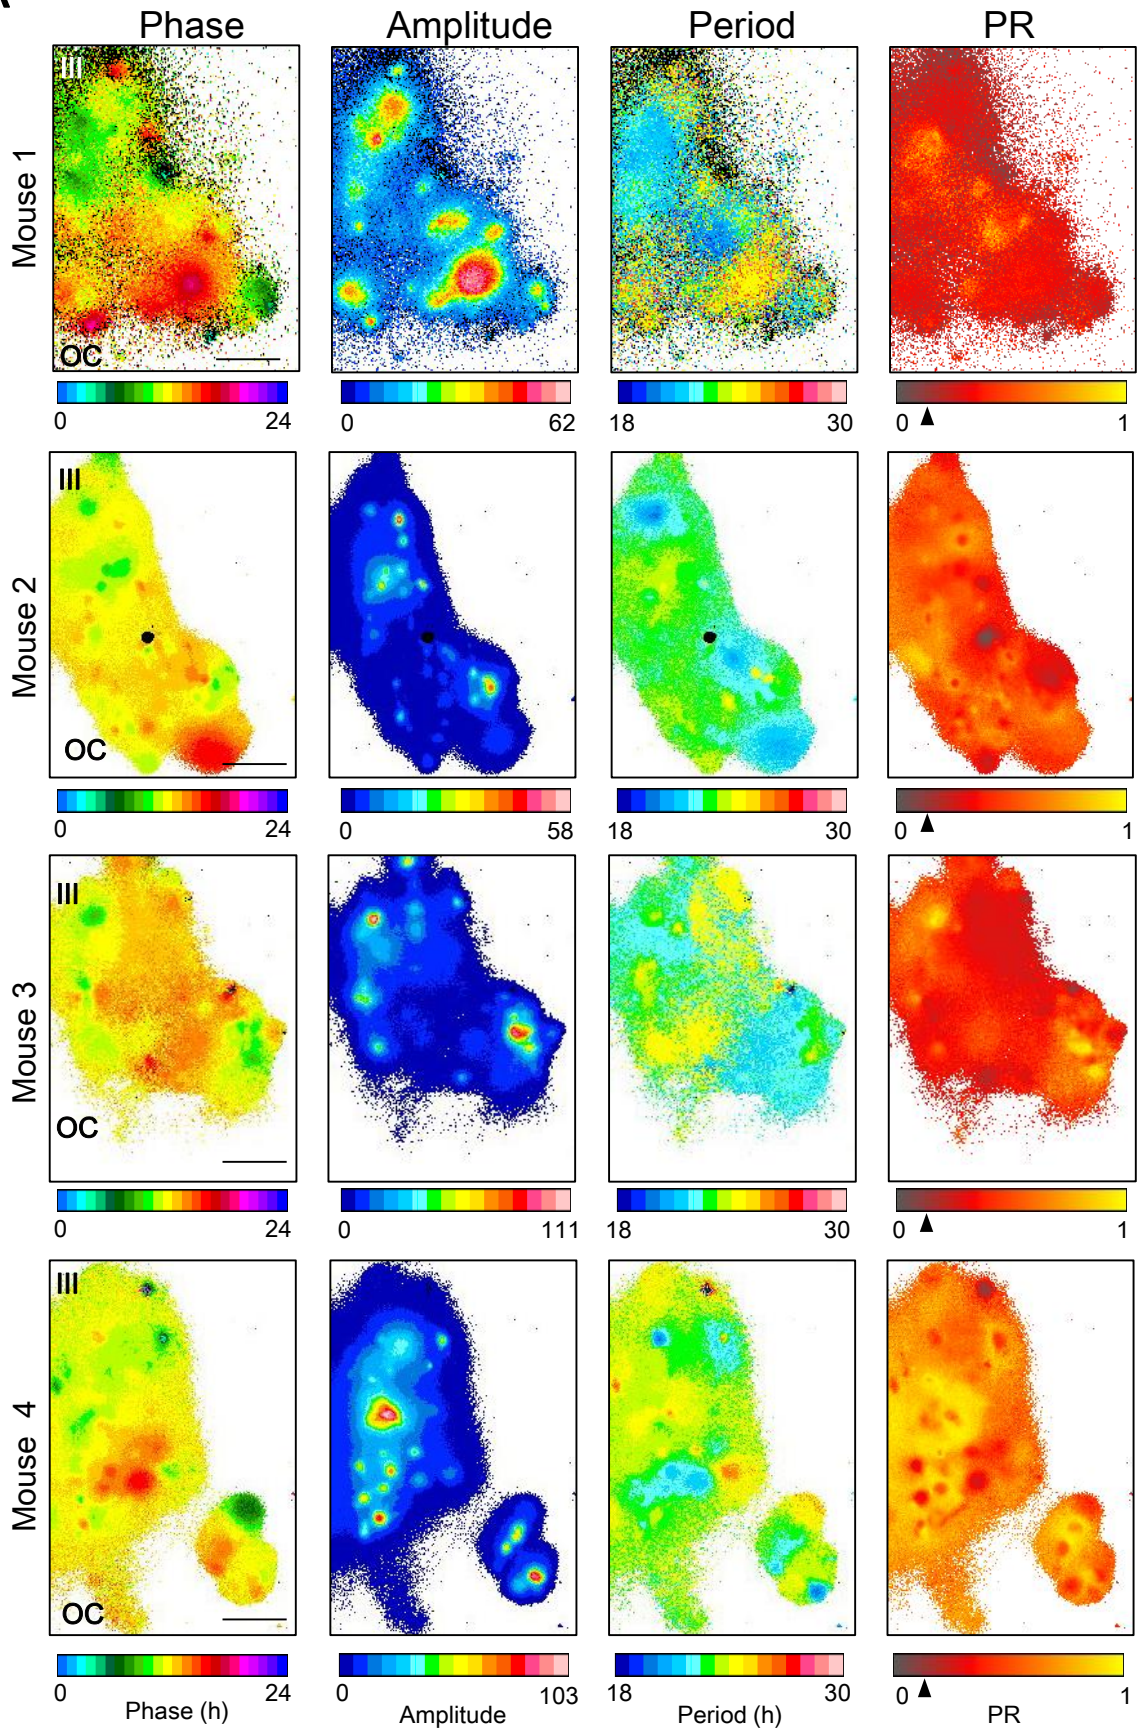 Phase Amplitude Period PR
Mouse 1
III
OC
0 24 0 62 18 30 0 1
Mouse 2
III
OC
0 24 0 58 18 30 0 1
Mouse 3
III
OC
0 24 0 111 18 30 0 1
Mouse 4
III
OC
0 24 0 103 18 30 0 1
Phase (h) Amplitude Period (h) PR